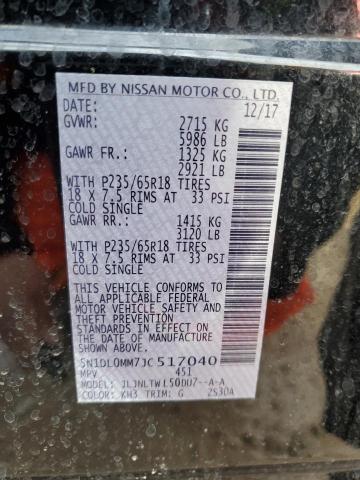 MFD BY NISSAN MOTOR CO., LTD.
DATE: 12/17
GVWR: 2715 KG
5986 LB
GAWR FR.: 1325 KG
2921 LB
WITH P235/65R18 TIRES
18 X 7.5 RIMS AT 33 PSI
COLD SINGLE
GAWR RR.: 1415 KG
3120 LB
WITH P235/65R18 TIRES
18 X 7.5 RIMS AT 33 PSI
COLD SINGLE
THIS VEHICLE CONFORMS TO
ALL APPLICABLE FEDERAL
MOTOR VEHICLE SAFETY
STANDARDS IN EFFECT ON
THE DATE OF MANUFACTURE
SHOWN ABOVE.
5N1DL0MM7JC517040
MPV 451
MODEL: JLJNLTWL50DU7--A-A
COLOR: KH3 TRIM: G 2S30A